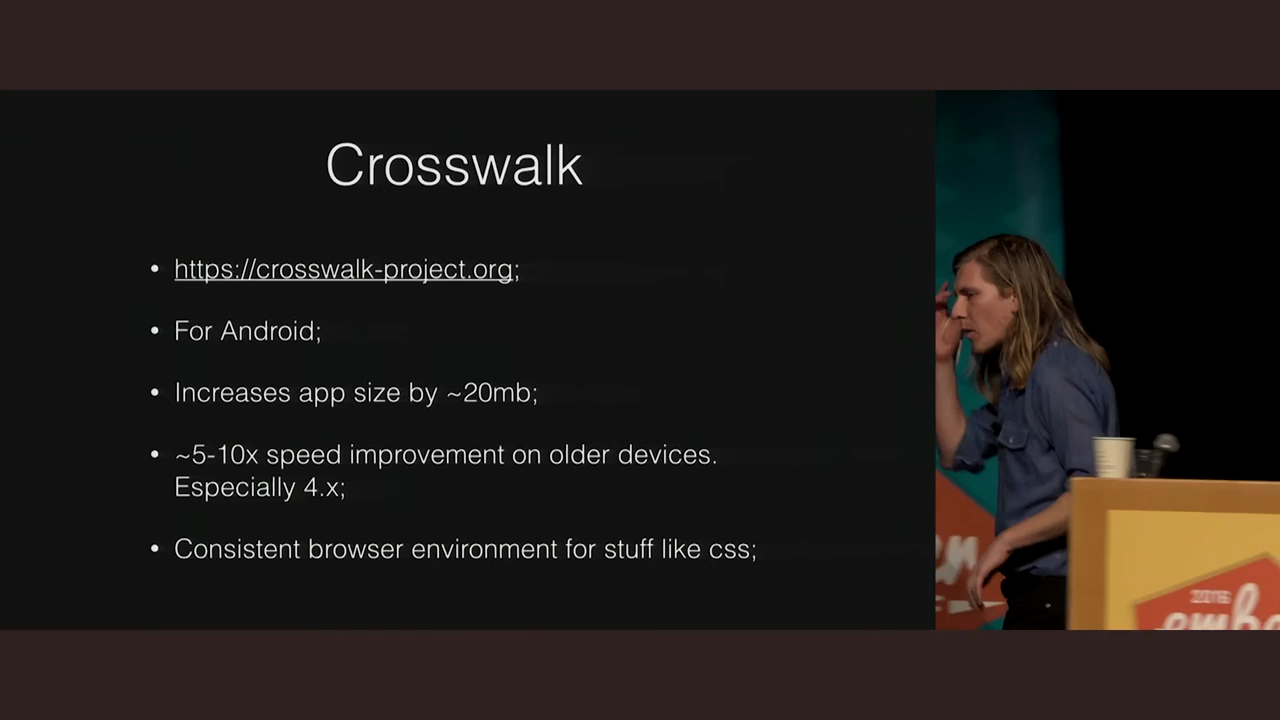 Crosswalk
• https://crosswalk-project.org;
• For Android;
• Increases app size by ~20mb;
• ~5-10x speed improvement on older devices.
Especially 4.x;
• Consistent browser environment for stuff like css;
2016